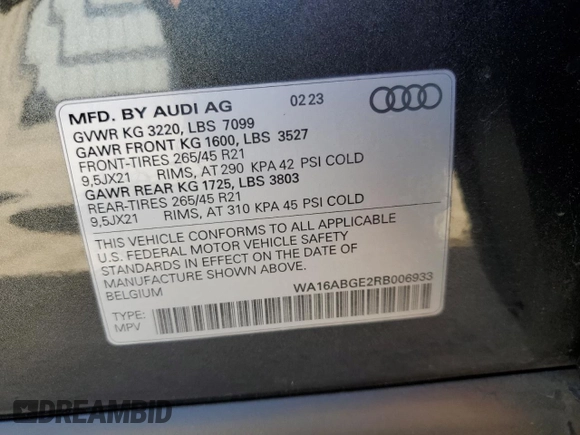 MFD. BY AUDI AG 02 23
GVWR KG 3220, LBS 7099
GAWR FRONT KG 1600, LBS 3527
FRONT-TIRES 265/45 R21
9,5JX21 RIMS, AT 290 KPA 42 PSI COLD
GAWR REAR KG 1725, LBS 3803
REAR-TIRES 265/45 R21
9,5JX21 RIMS, AT 310 KPA 45 PSI COLD
THIS VEHICLE CONFORMS TO ALL APPLICABLE
U.S. FEDERAL MOTOR VEHICLE SAFETY
STANDARDS IN EFFECT ON THE DATE OF
MANUFACTURE SHOWN ABOVE.
BELGIUM WA16ABGE2RB006933
TYPE:
MPV
DREAMBID